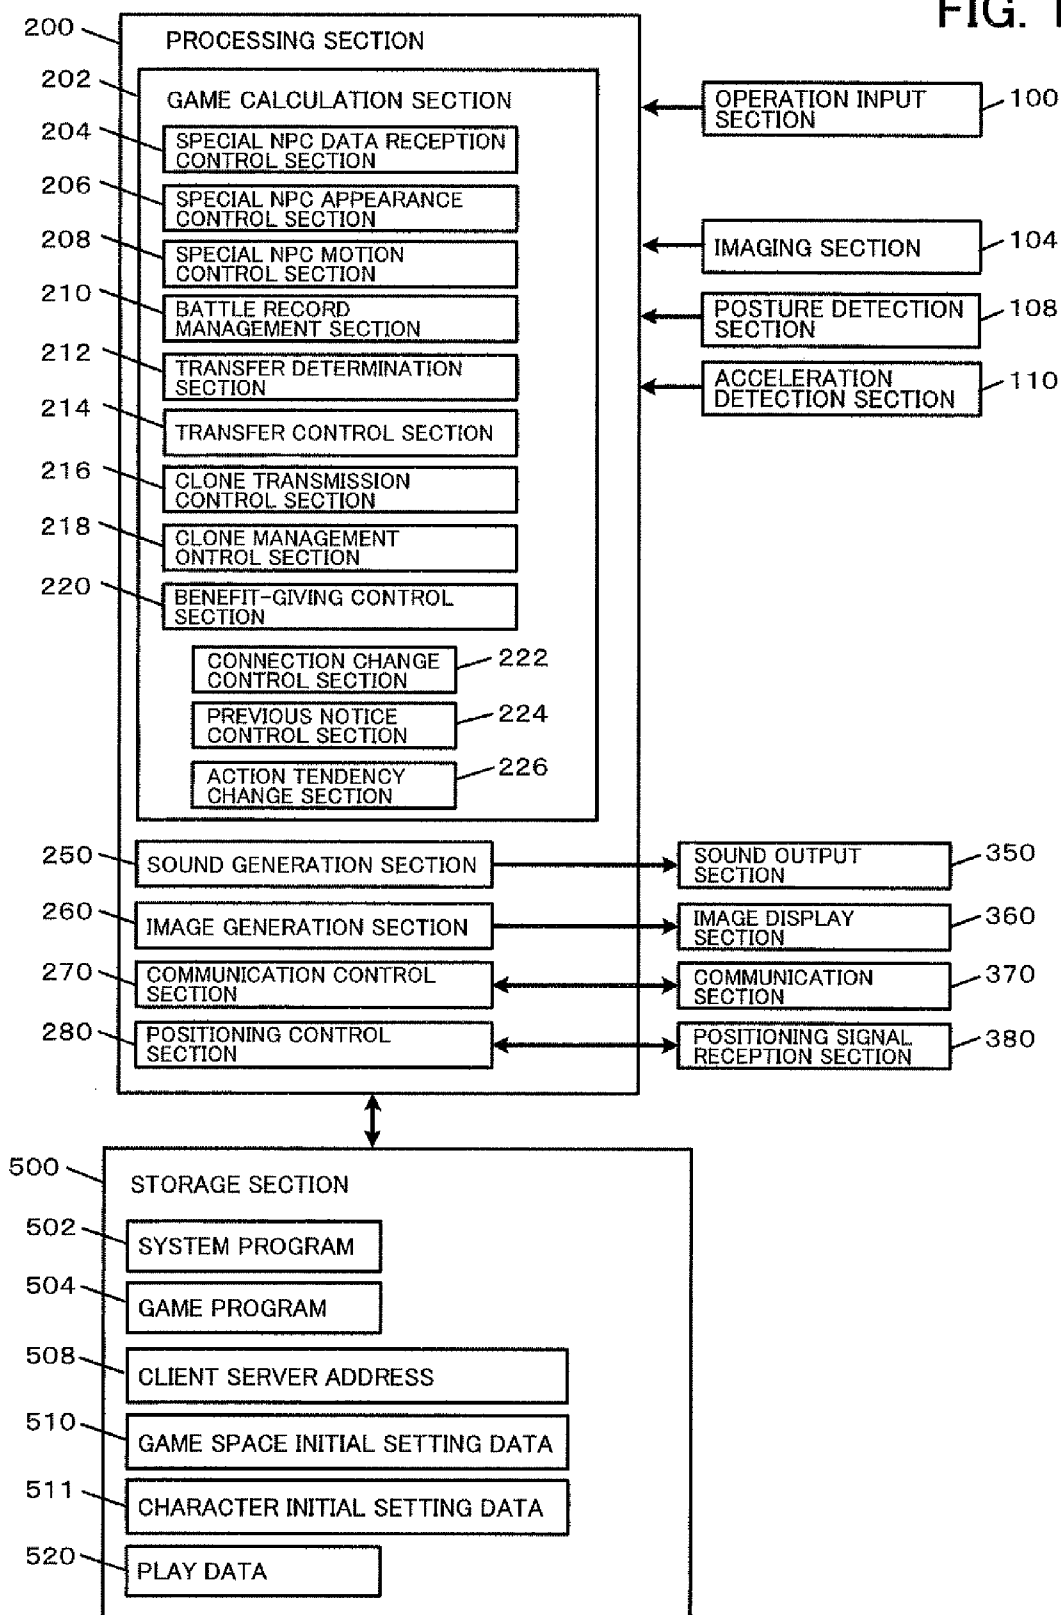 FIG. 1
200
PROCESSING SECTION
202
GAME CALCULATION SECTION
204
SPECIAL NPC DATA RECEPTION
CONTROL SECTION
206
SPECIAL NPC APPEARANCE
CONTROL SECTION
208
SPECIAL NPC MOTION
CONTROL SECTION
210
BATTLE RECORD
MANAGEMENT SECTION
212
TRANSFER DETERMINATION
SECTION
214
TRANSFER CONTROL SECTION
216
CLONE TRANSMISSION
CONTROL SECTION
218
CLONE MANAGEMENT
ONTROL SECTION
220
BENEFIT-GIVING CONTROL
SECTION
CONNECTION CHANGE
CONTROL SECTION
222
PREVIOUS NOTICE
CONTROL SECTION
224
ACTION TENDENCY
CHANGE SECTION
226
OPERATION INPUT
SECTION
100
IMAGING SECTION
104
POSTURE DETECTION
SECTION
108
ACCELERATION
DETECTION SECTION
110
250
SOUND GENERATION SECTION
SOUND OUTPUT
SECTION
350
260
IMAGE GENERATION SECTION
IMAGE DISPLAY
SECTION
360
270
COMMUNICATION CONTROL
SECTION
COMMUNICATION
SECTION
370
280
POSITIONING CONTROL
SECTION
POSITIONING SIGNAL
RECEPTION SECTION
380
500
STORAGE SECTION
502
SYSTEM PROGRAM
504
GAME PROGRAM
508
CLIENT SERVER ADDRESS
510
GAME SPACE INITIAL SETTING DATA
511
CHARACTER INITIAL SETTING DATA
520
PLAY DATA